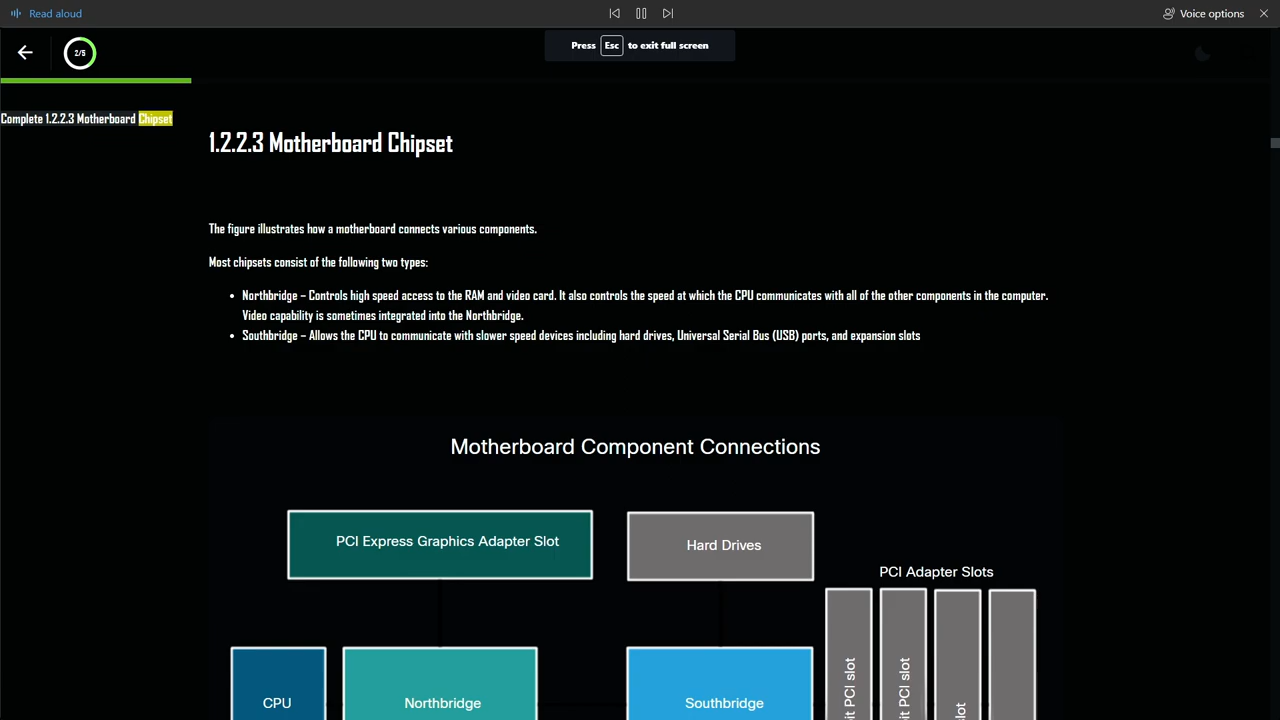 Read aloud
Voice options
2/5
Press Esc to exit full screen
Complete 1.2.2.3 Motherboard Chipset
1.2.2.3 Motherboard Chipset
The figure illustrates how a motherboard connects various components.
Most chipsets consist of the following two types:
• Northbridge – Controls high speed access to the RAM and video card. It also controls the speed at which the CPU communicates with all of the other components in the computer.
Video capability is sometimes integrated into the Northbridge.
• Southbridge – Allows the CPU to communicate with slower speed devices including hard drives, Universal Serial Bus (USB) ports, and expansion slots
Motherboard Component Connections
PCI Express Graphics Adapter Slot
Hard Drives
PCI Adapter Slots
CPU
Northbridge
Southbridge
PCI slot
PCI slot
slot